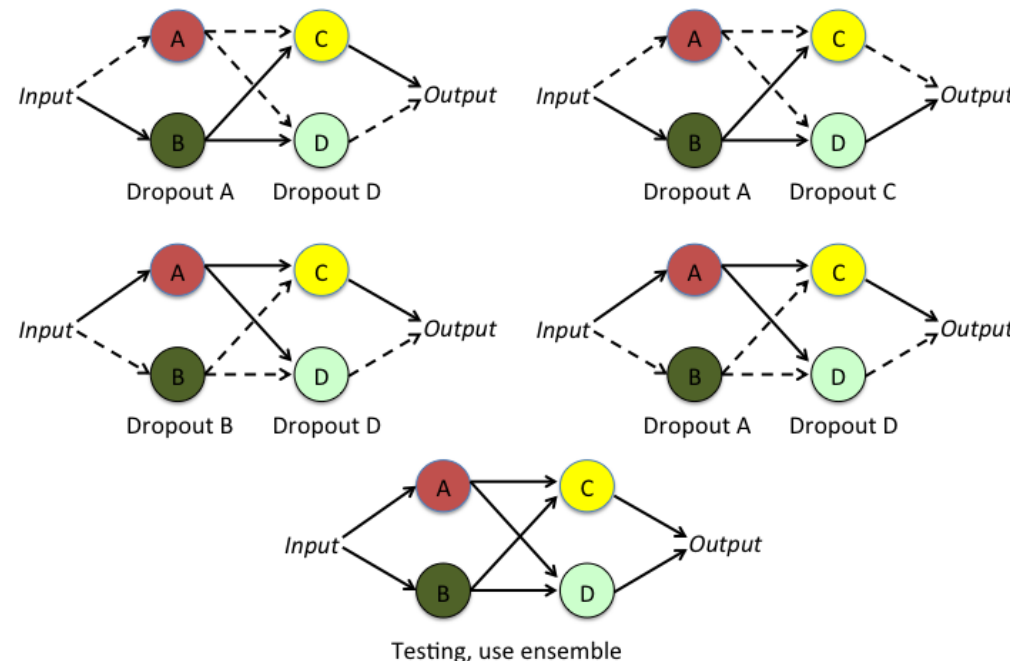 A C A C
Input Output Input Output
B D B D
Dropout A Dropout D Dropout A Dropout C
A C A C
Input Output Input Output
B D B D
Dropout B Dropout D Dropout A Dropout D
A C
Input Output
B D
Testing, use ensemble